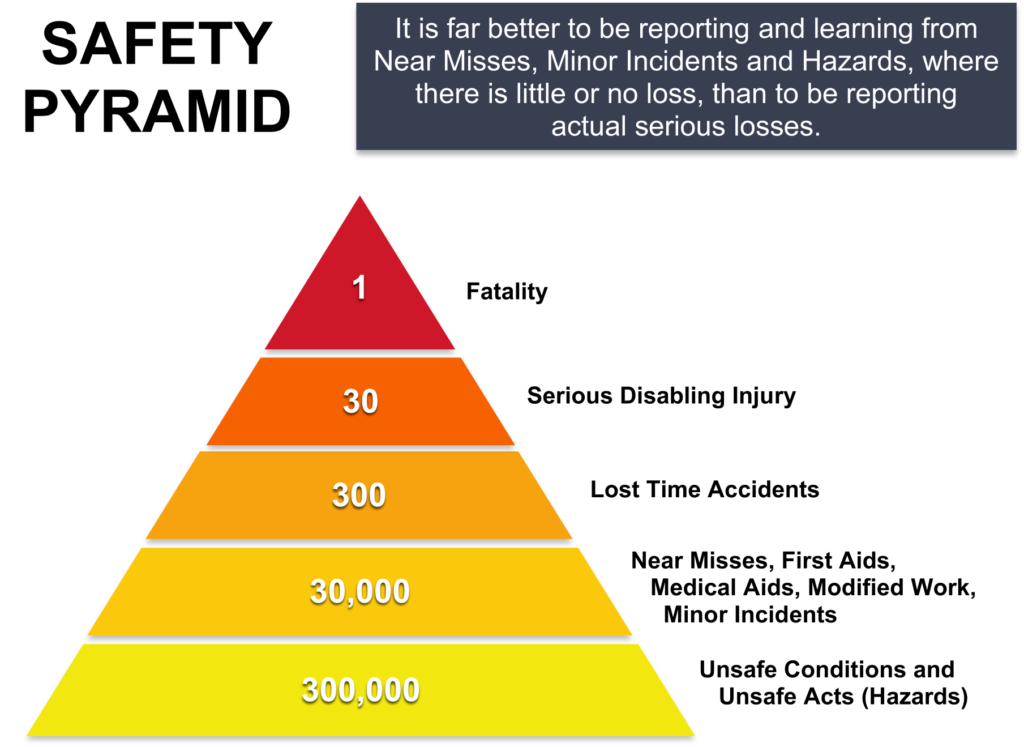 SAFETY
PYRAMID
It is far better to be reporting and learning from
Near Misses, Minor Incidents and Hazards, where
there is little or no loss, than to be reporting
actual serious losses.
1
Fatality
30
Serious Disabling Injury
300
Lost Time Accidents
30,000
Near Misses, First Aids,
Medical Aids, Modified Work,
Minor Incidents
300,000
Unsafe Conditions and
Unsafe Acts (Hazards)